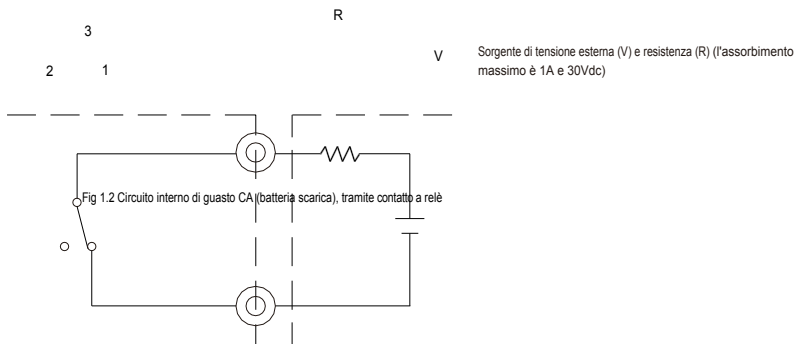 R
3
V
Sorgente di tensione esterna (V) e resistenza (R) (l'assorbimento
massimo è 1A e 30Vdc)
2 1
Fig 1.2 Circuito interno di guasto CA (batteria scarica), tramite contatto a relè